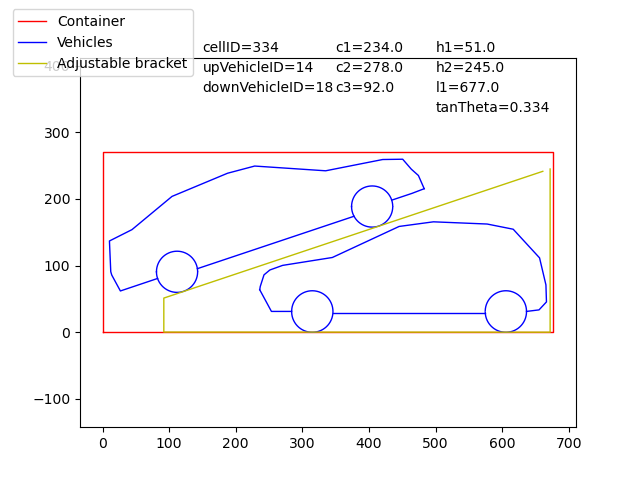 Container
Vehicles
Adjustable bracket
cellID=334 c1=234.0 h1=51.0
upVehicleID=14 c2=278.0 h2=245.0
downVehicleID=18 c3=92.0 l1=677.0
tanTheta=0.334
400
300
200
100
0
−100
0 100 200 300 400 500 600 700